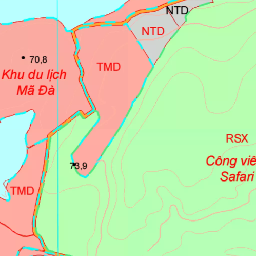 NTD
NTD
70,8
TMD
Khu du lịch
Mã Đà
RSX
73,9
Công viê
Safari
TMD